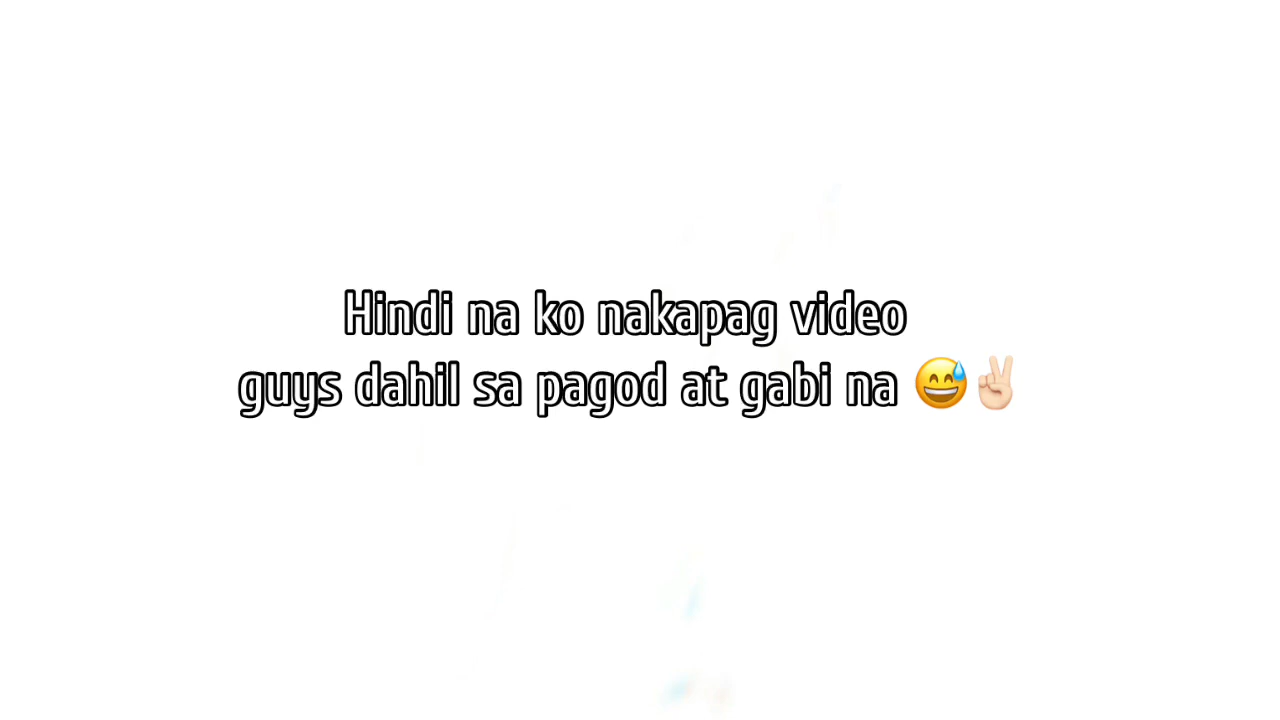 Hindi na ko nakapag video
guys dahil sa pagod at gabi na 😅✌🏻